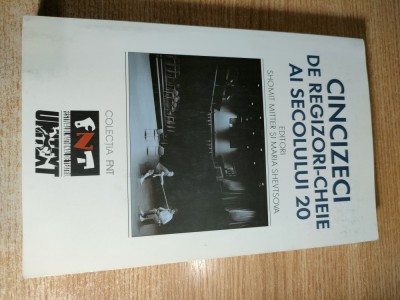 CINCIZECI
DE REGIZORI-CHEIE
AI SECOLULUI 20
EDITORI
SHOMIT MITTER ȘI MARIA SHEVTSOVA
COLECȚIA FNT
FNT